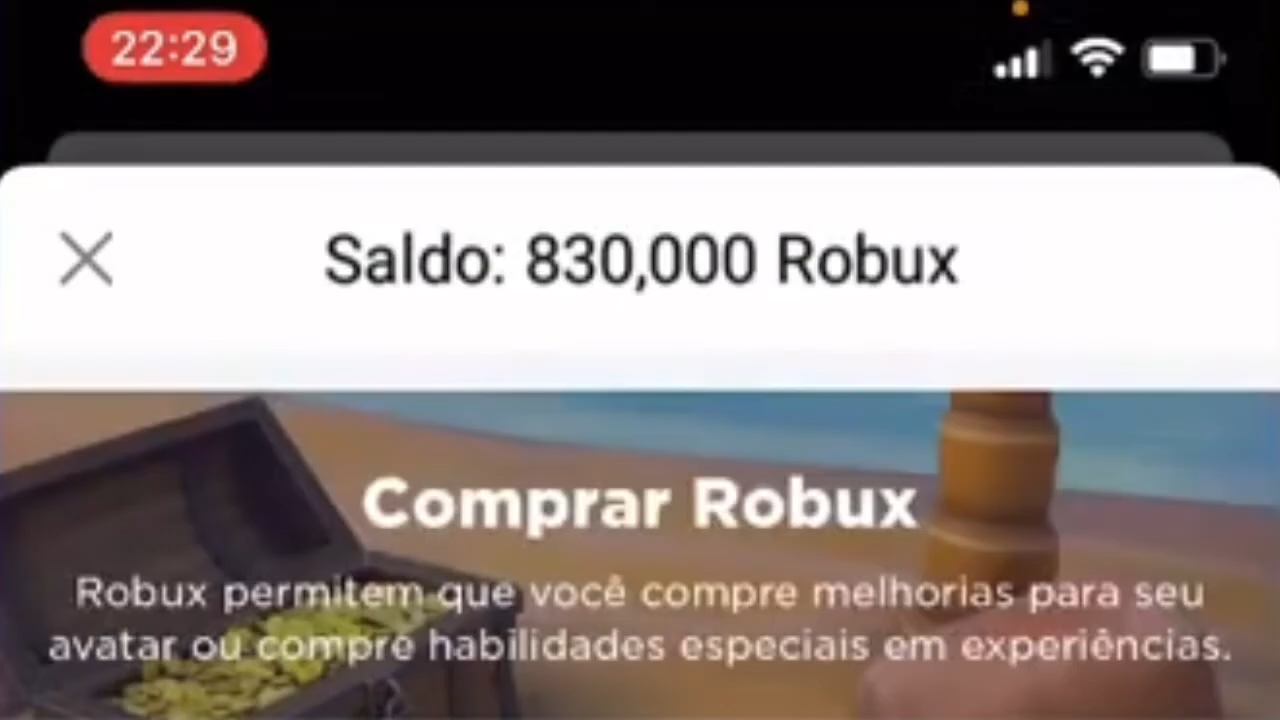 22:29
Saldo: 830,000 Robux
Comprar Robux
Robux permitem que você compre melhorias para seu
avatar ou compre habilidades especiais em experiências.